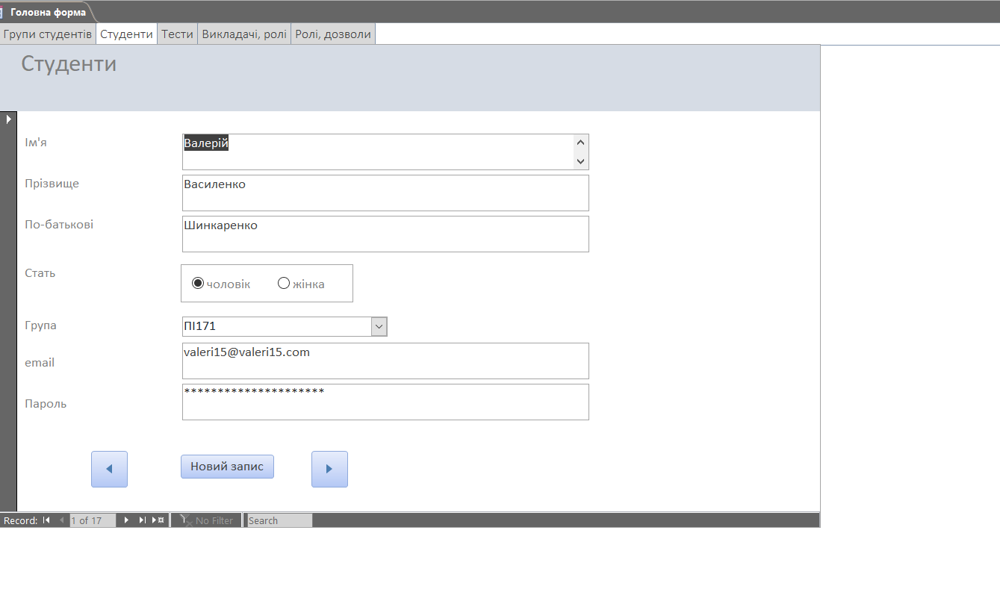 Головна форма
Групи студентів Студенти Тести Викладачі, ролі Ролі, дозволи
Студенти
Ім'я Валерій
Прізвище Василенко
По-батькові Шинкаренко
Стать чоловік жінка
Група ПІ171
email valeri15@valeri15.com
Пароль *********************
Новий запис
Record: 1 of 17 No Filter Search